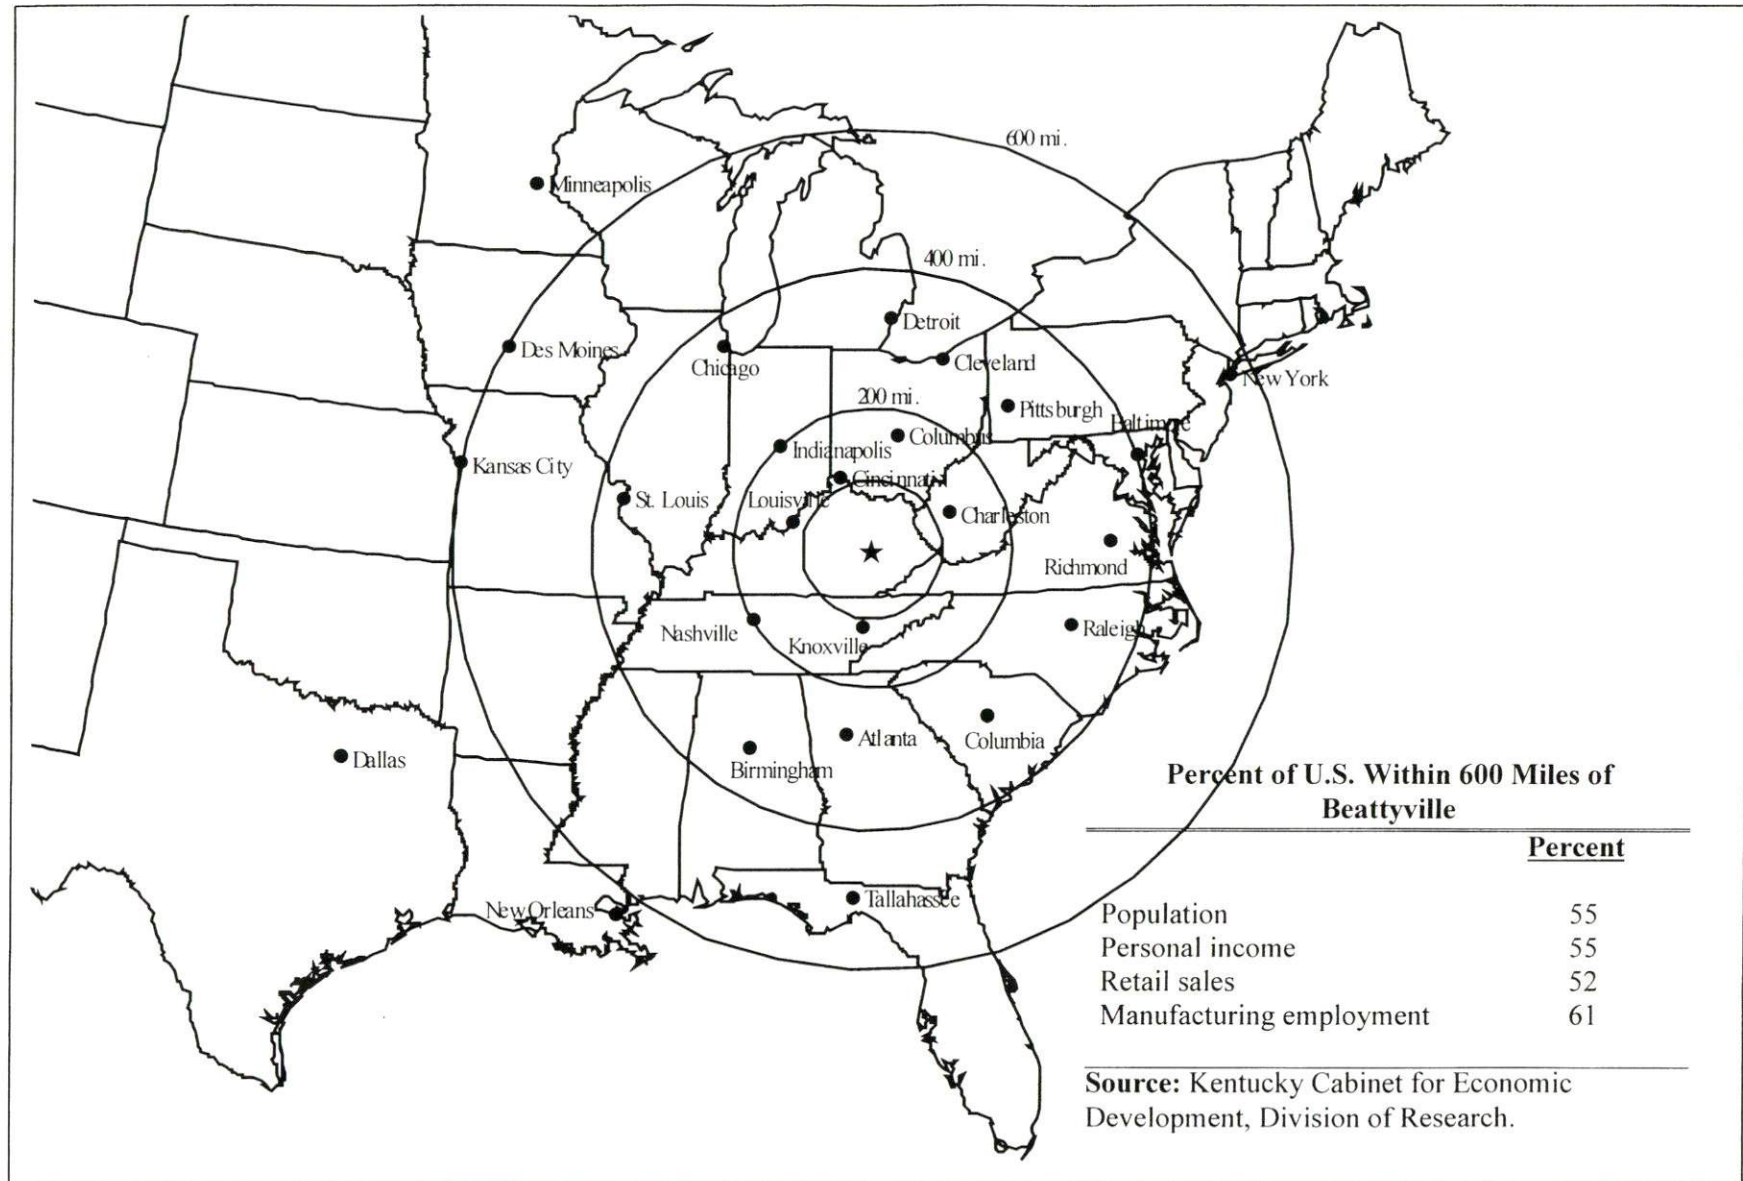 600 mi.
Minneapolis
400 mi.
Detroit
Des Moines
Chicago
Cleveland
New York
200 mi.
Pittsburgh
Baltimore
Columbus
Indianapolis
Kansas City
Cincinnati
St. Louis
Louisville
Charleston
Richmond
Nashville
Knoxville
Raleigh
Atlanta
Columbia
Dallas
Birmingham
New Orleans
Tallahassee
Percent of U.S. Within 600 Miles of
Beattyville
Percent
Population 55
Personal income 55
Retail sales 52
Manufacturing employment 61
Source: Kentucky Cabinet for Economic
Development, Division of Research.